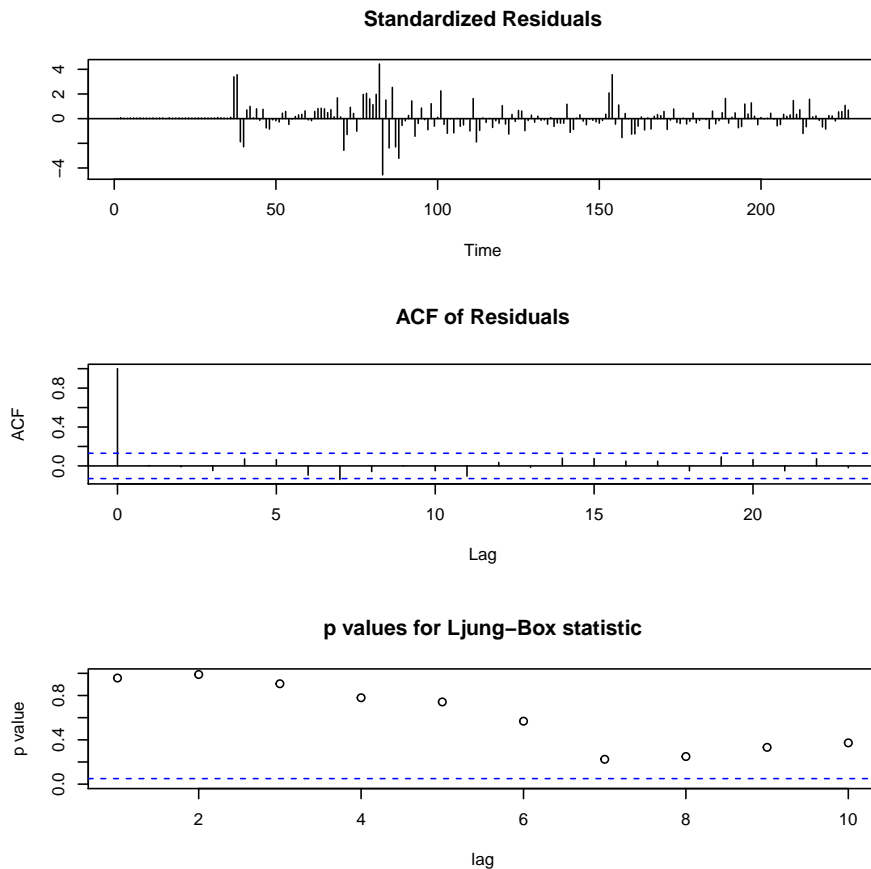 Standardized Residuals
−4 0 2 4
0 50 100 150 200
Time
ACF of Residuals
ACF
0.0 0.4 0.8
0 5 10 15 20
Lag
p values for Ljung−Box statistic
p value
0.0 0.4 0.8
2 4 6 8 10
lag